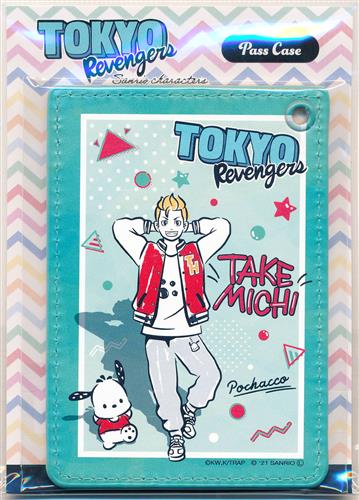 TOKYO
Revengers
Sanrio characters
Pass Case
TOKYO
Revengers
TH
TAKE
MICHI
Pochacco
©KW,K/TRAP © '21 SANRIO Ⓛ